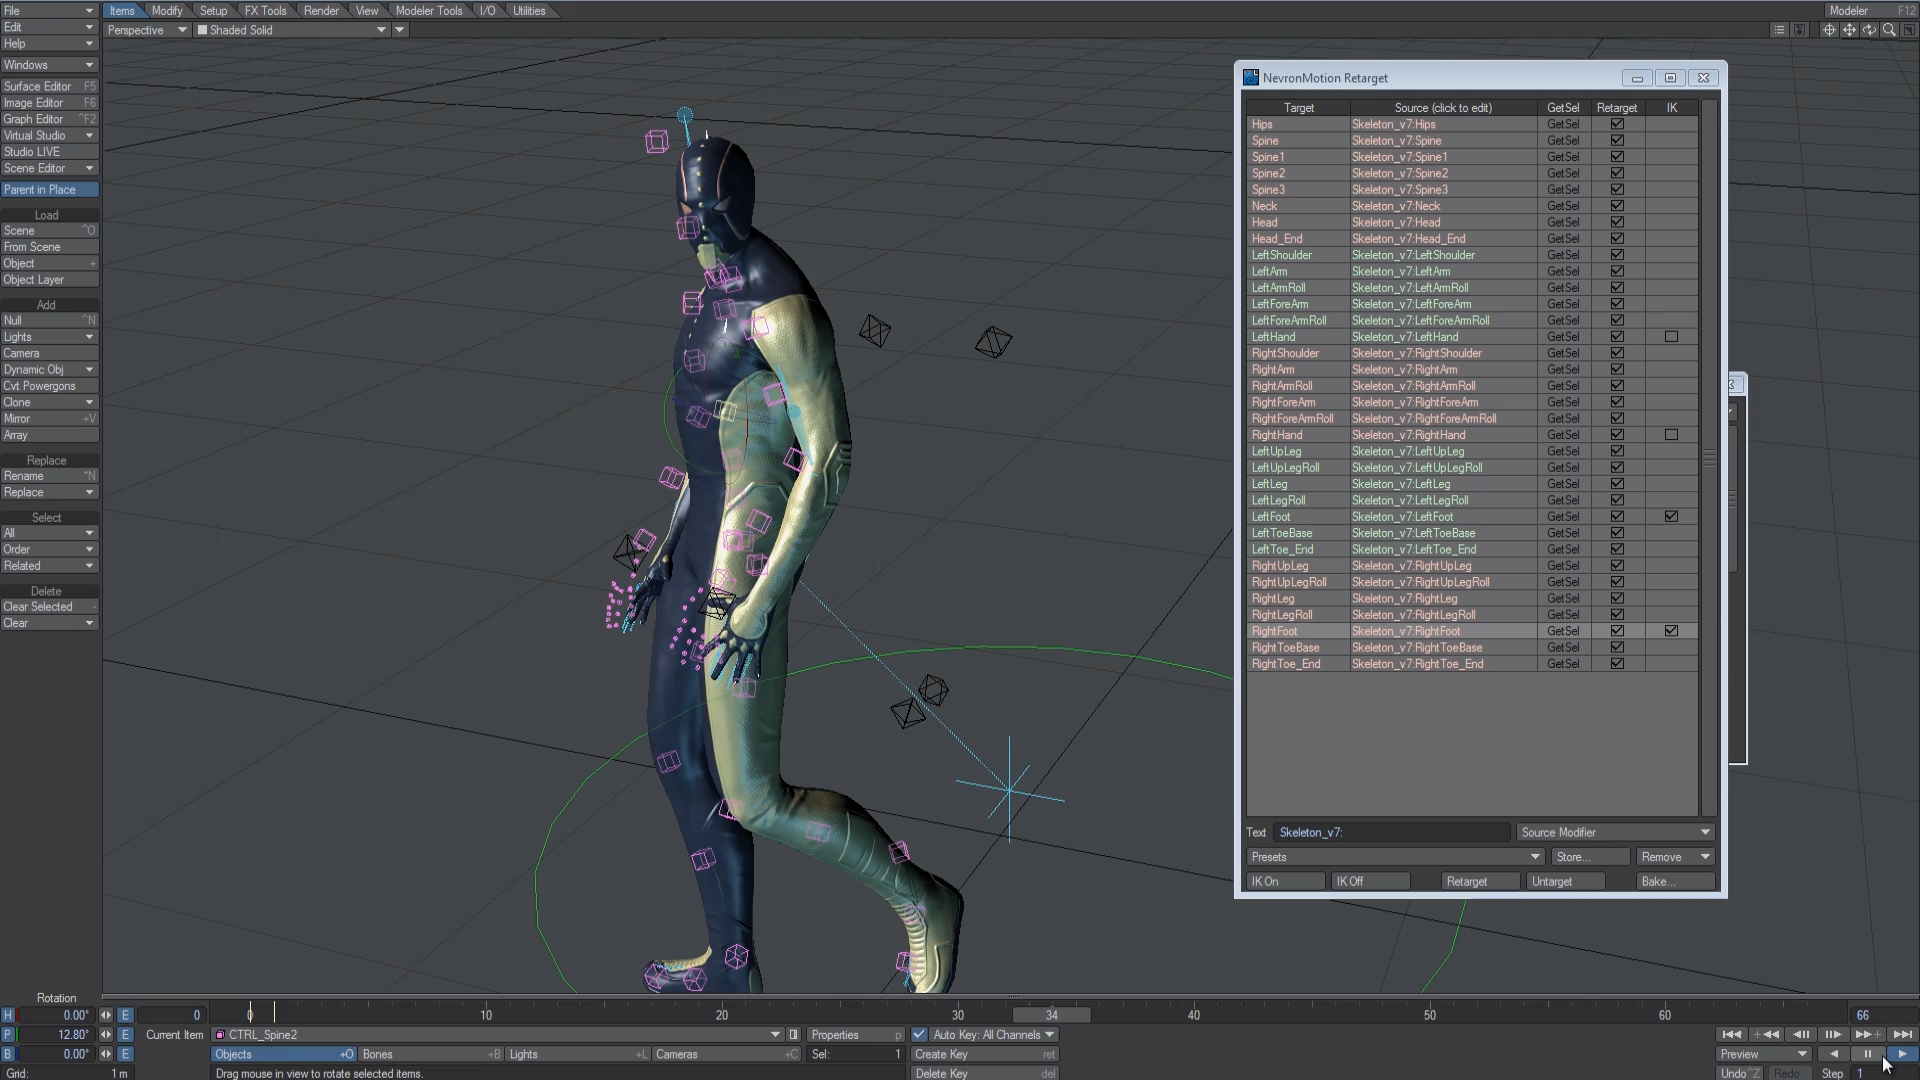 File
Edit
Help
Windows
Surface Editor F5
Image Editor F6
Graph Editor ^F2
Virtual Studio
Studio LIVE
Scene Editor
Parent in Place
Load
Scene ^O
From Scene
Object +
Object Layer
Add
Null ^N
Lights
Camera
Dynamic Obj
Cvt Powergons
Clone
Mirror +V
Array
Replace
Rename ^N
Replace
Select
All
Order
Related
Delete
Clear Selected -
Clear
Items Modify Setup FX Tools Render View Modeler Tools I/O Utilities
Modeler F12
Perspective Shaded Solid
NevronMotion Retarget
Target Source (click to edit) GetSel Retarget IK
Hips Skeleton_v7:Hips GetSel
Spine Skeleton_v7:Spine GetSel
Spine1 Skeleton_v7:Spine1 GetSel
Spine2 Skeleton_v7:Spine2 GetSel
Spine3 Skeleton_v7:Spine3 GetSel
Neck Skeleton_v7:Neck GetSel
Head Skeleton_v7:Head GetSel
Head_End Skeleton_v7:Head_End GetSel
LeftShoulder Skeleton_v7:LeftShoulder GetSel
LeftArm Skeleton_v7:LeftArm GetSel
LeftArmRoll Skeleton_v7:LeftArmRoll GetSel
LeftForeArm Skeleton_v7:LeftForeArm GetSel
LeftForeArmRoll Skeleton_v7:LeftForeArmRoll GetSel
LeftHand Skeleton_v7:LeftHand GetSel
RightShoulder Skeleton_v7:RightShoulder GetSel
RightArm Skeleton_v7:RightArm GetSel
RightArmRoll Skeleton_v7:RightArmRoll GetSel
RightForeArm Skeleton_v7:RightForeArm GetSel
RightForeArmRoll Skeleton_v7:RightForeArmRoll GetSel
RightHand Skeleton_v7:RightHand GetSel
LeftUpLeg Skeleton_v7:LeftUpLeg GetSel
LeftUpLegRoll Skeleton_v7:LeftUpLegRoll GetSel
LeftLeg Skeleton_v7:LeftLeg GetSel
LeftLegRoll Skeleton_v7:LeftLegRoll GetSel
LeftFoot Skeleton_v7:LeftFoot GetSel
LeftToeBase Skeleton_v7:LeftToeBase GetSel
LeftToe_End Skeleton_v7:LeftToe_End GetSel
RightUpLeg Skeleton_v7:RightUpLeg GetSel
RightUpLegRoll Skeleton_v7:RightUpLegRoll GetSel
RightLeg Skeleton_v7:RightLeg GetSel
RightLegRoll Skeleton_v7:RightLegRoll GetSel
RightFoot Skeleton_v7:RightFoot GetSel
RightToeBase Skeleton_v7:RightToeBase GetSel
RightToe_End Skeleton_v7:RightToe_End GetSel
Text Skeleton_v7: Source Modifier
Presets Store... Remove
IK On IK Off Retarget Untarget Bake...
Rotation
H 0.00° E 0 0 10 20 30 34 40 50 60 66
P 12.80° E Current Item CTRL_Spine2 Properties p Auto Key: All Channels
B 0.00° E Objects +O Bones +B Lights +L Cameras +C Sel: 1 Create Key ret Preview
Grid: 1 m Drag mouse in view to rotate selected items. Delete Key del Undo ^Z Redo Step 1